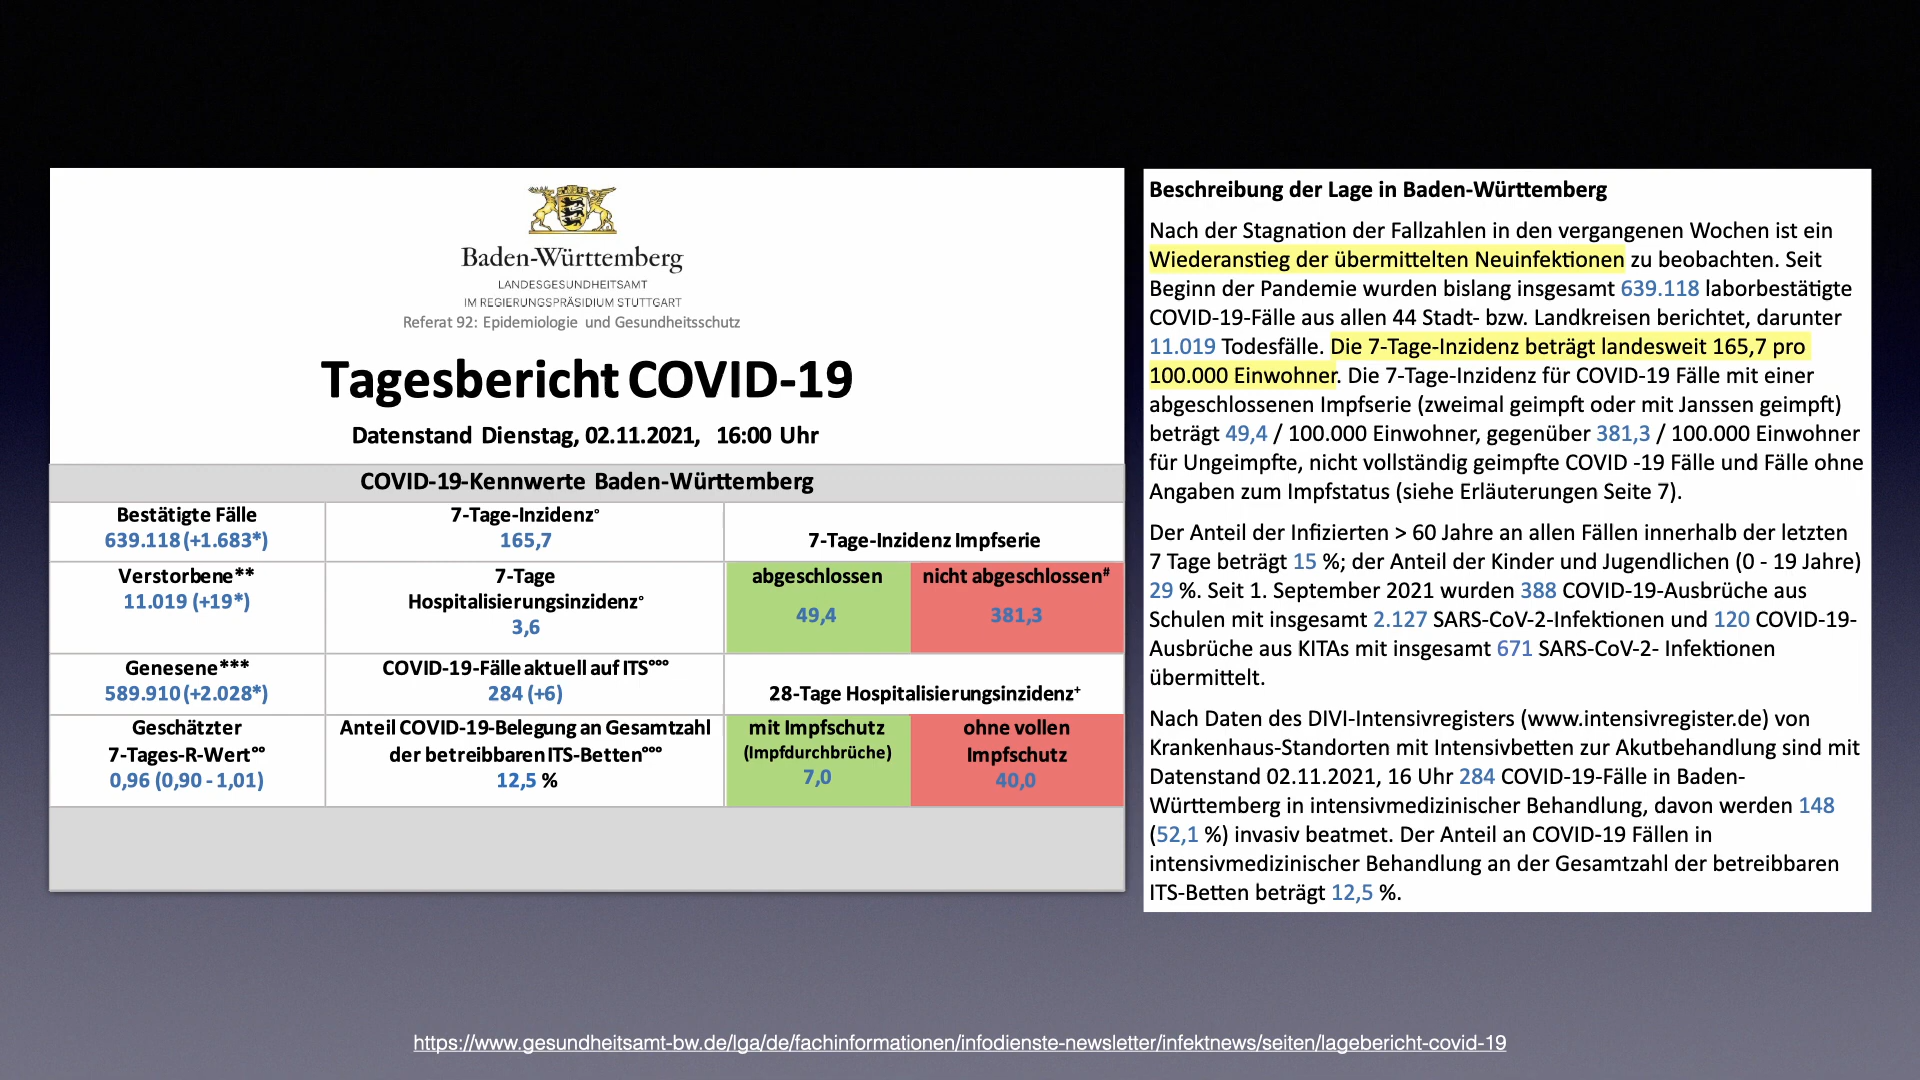 Baden-Württemberg
LANDESGESUNDHEITSAMT
IM REGIERUNGSPRÄSIDIUM STUTTGART
Referat 92: Epidemiologie und Gesundheitsschutz
Tagesbericht COVID-19
Datenstand Dienstag, 02.11.2021, 16:00 Uhr
COVID-19-Kennwerte Baden-Württemberg
Bestätigte Fälle
639.118 (+1.683*)
7-Tage-Inzidenz°
165,7
7-Tage-Inzidenz Impfserie
Verstorbene**
11.019 (+19*)
7-Tage
Hospitalisierungsinzidenz°
3,6
abgeschlossen
49,4
nicht abgeschlossen#
381,3
Genesene***
589.910 (+2.028*)
COVID-19-Fälle aktuell auf ITS°°°
284 (+6)
28-Tage Hospitalisierungsinzidenz+
Geschätzter
7-Tages-R-Wert°°
0,96 (0,90 - 1,01)
Anteil COVID-19-Belegung an Gesamtzahl
der betreibbaren ITS-Betten°°°
12,5 %
mit Impfschutz
(Impfdurchbrüche)
7,0
ohne vollen
Impfschutz
40,0
Beschreibung der Lage in Baden-Württemberg
Nach der Stagnation der Fallzahlen in den vergangenen Wochen ist ein
Wiederanstieg der übermittelten Neuinfektionen zu beobachten. Seit
Beginn der Pandemie wurden bislang insgesamt 639.118 laborbestätigte
COVID-19-Fälle aus allen 44 Stadt- bzw. Landkreisen berichtet, darunter
11.019 Todesfälle. Die 7-Tage-Inzidenz beträgt landesweit 165,7 pro
100.000 Einwohner. Die 7-Tage-Inzidenz für COVID-19 Fälle mit einer
abgeschlossenen Impfserie (zweimal geimpft oder mit Janssen geimpft)
beträgt 49,4 / 100.000 Einwohner, gegenüber 381,3 / 100.000 Einwohner
für Ungeimpfte, nicht vollständig geimpfte COVID -19 Fälle und Fälle ohne
Angaben zum Impfstatus (siehe Erläuterungen Seite 7).
Der Anteil der Infizierten > 60 Jahre an allen Fällen innerhalb der letzten
7 Tage beträgt 15 %; der Anteil der Kinder und Jugendlichen (0 - 19 Jahre)
29 %. Seit 1. September 2021 wurden 388 COVID-19-Ausbrüche aus
Schulen mit insgesamt 2.127 SARS-CoV-2-Infektionen und 120 COVID-19-
Ausbrüche aus KITAs mit insgesamt 671 SARS-CoV-2- Infektionen
übermittelt.
Nach Daten des DIVI-Intensivregisters (www.intensivregister.de) von
Krankenhaus-Standorten mit Intensivbetten zur Akutbehandlung sind mit
Datenstand 02.11.2021, 16 Uhr 284 COVID-19-Fälle in Baden-
Württemberg in intensivmedizinischer Behandlung, davon werden 148
(52,1 %) invasiv beatmet. Der Anteil an COVID-19 Fällen in
intensivmedizinischer Behandlung an der Gesamtzahl der betreibbaren
ITS-Betten beträgt 12,5 %.
https://www.gesundheitsamt-bw.de/lga/de/fachinformationen/infodienste-newsletter/infektnews/seiten/lagebericht-covid-19